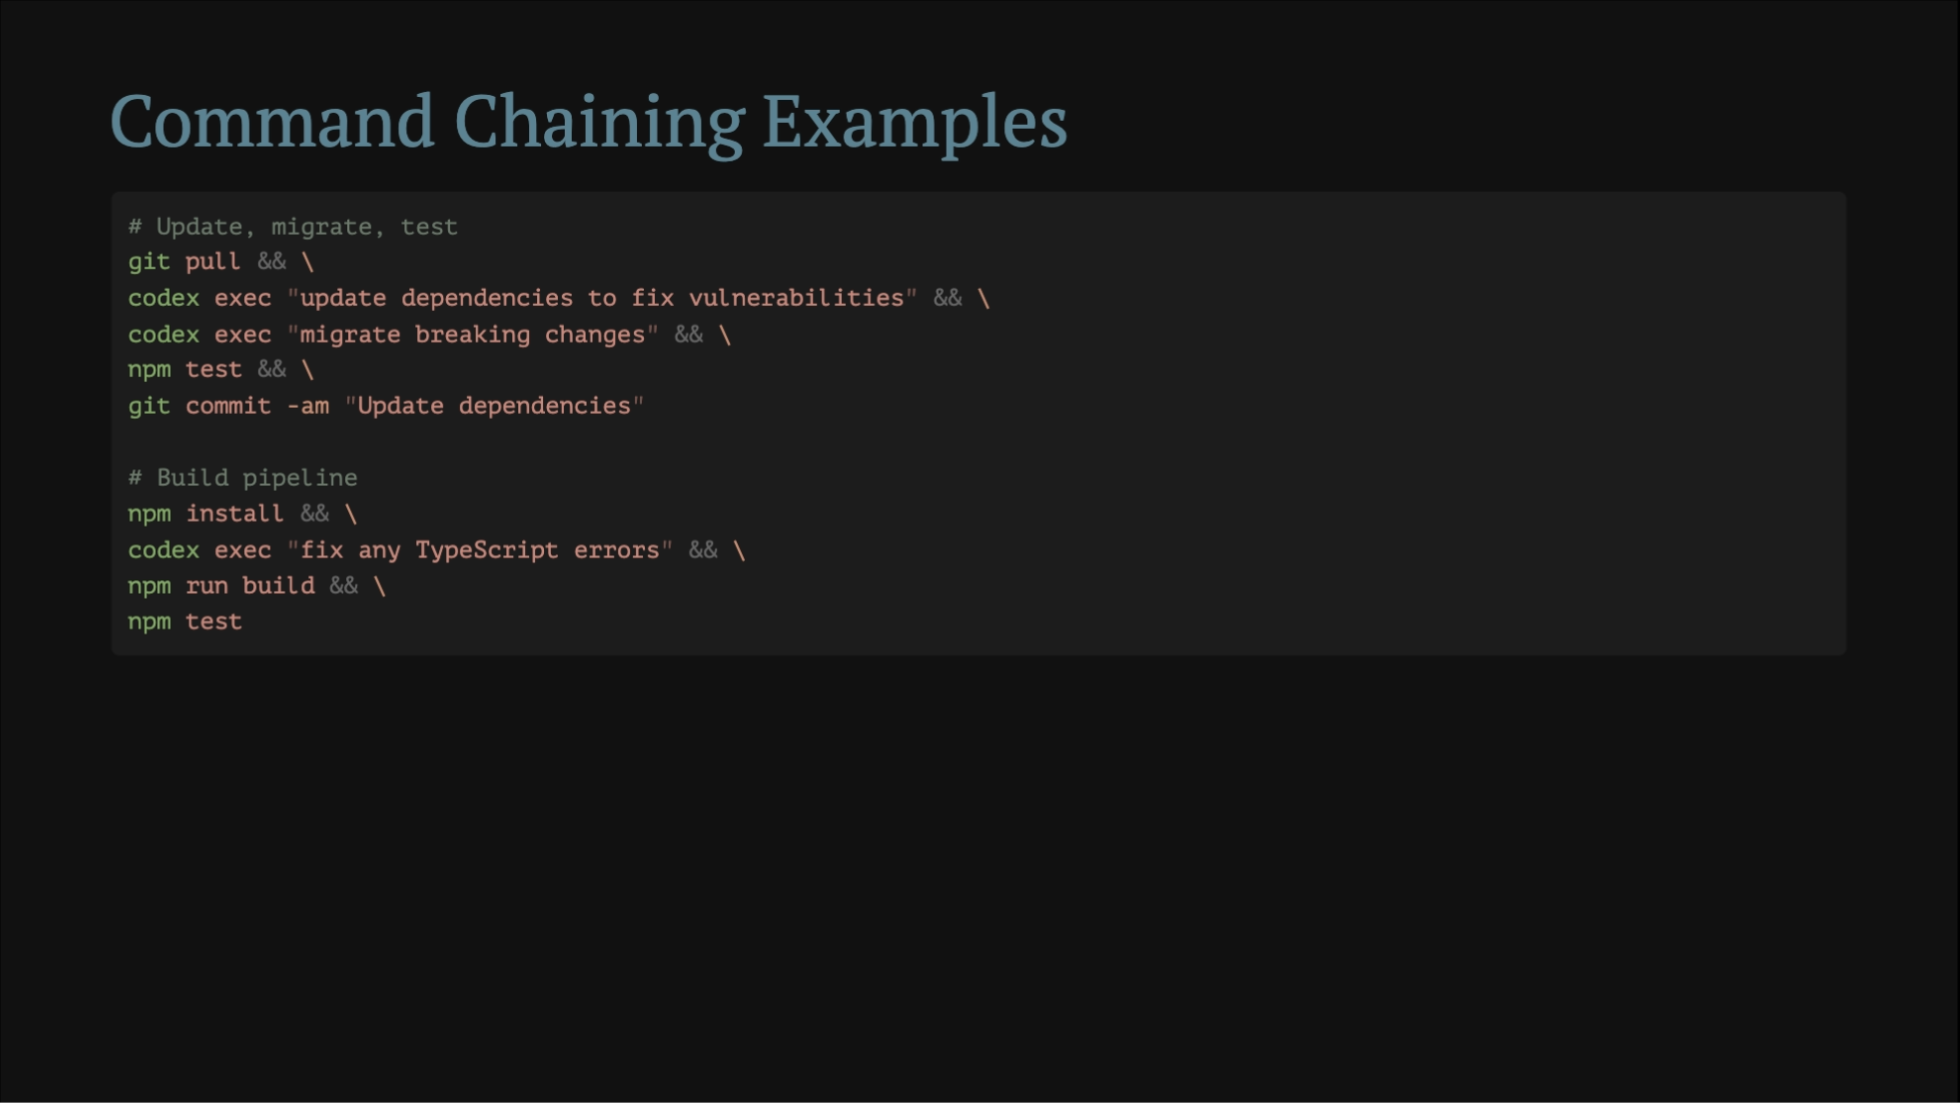 Command Chaining Examples
# Update, migrate, test
git pull && \
codex exec "update dependencies to fix vulnerabilities" && \
codex exec "migrate breaking changes" && \
npm test && \
git commit -am "Update dependencies"
# Build pipeline
npm install && \
codex exec "fix any TypeScript errors" && \
npm run build && \
npm test